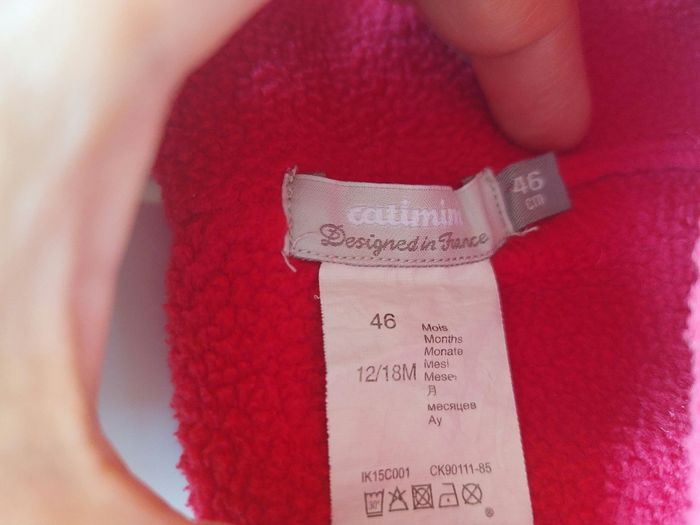 catimini
Designed in France
46
cm
46
12/18M
Mois
Months
Monate
Mesi
Meses
月
месяцев
Ay
IK15C001 CK90111-85
30°
®